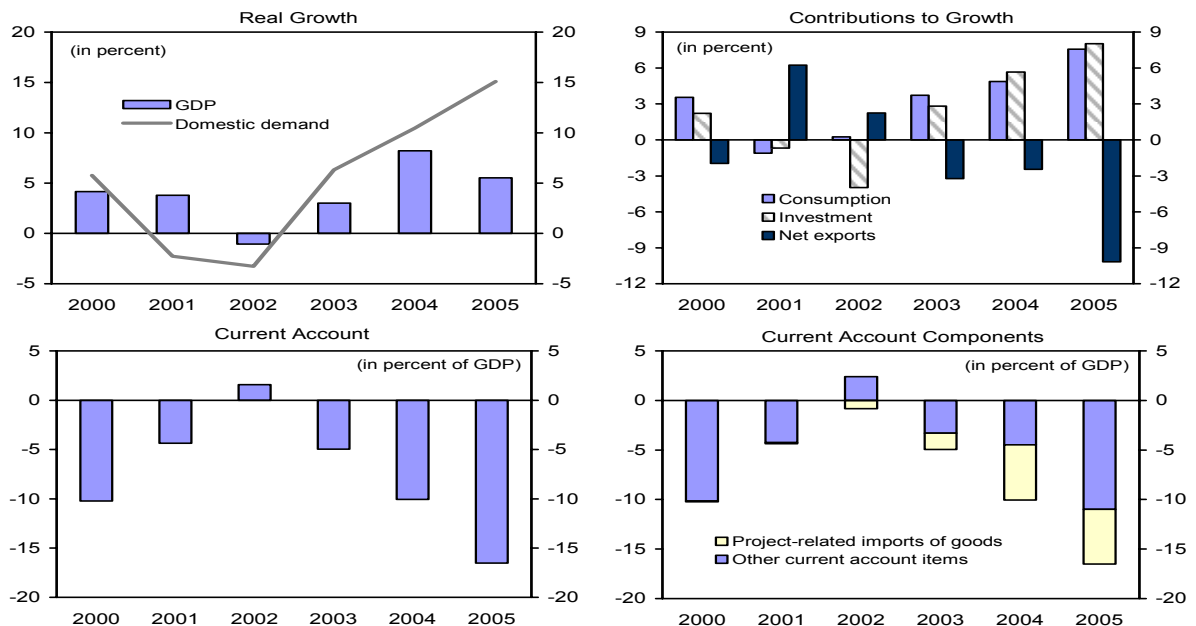 Real Growth
20 20
(in percent)
15 15
GDP
Domestic demand
10 10
5 5
0 0
-5 -5
2000 2001 2002 2003 2004 2005
Contributions to Growth
9 9
(in percent)
6 6
3 3
0 0
-3 -3
Consumption
Investment
-6 -6
Net exports
-9 -9
-12 -12
2000 2001 2002 2003 2004 2005
Current Account
5 5
(in percent of GDP)
0 0
-5 -5
-10 -10
-15 -15
-20 -20
2000 2001 2002 2003 2004 2005
Current Account Components
5 5
(in percent of GDP)
0 0
-5 -5
-10 -10
Project-related imports of goods
Other current account items
-15 -15
-20 -20
2000 2001 2002 2003 2004 2005